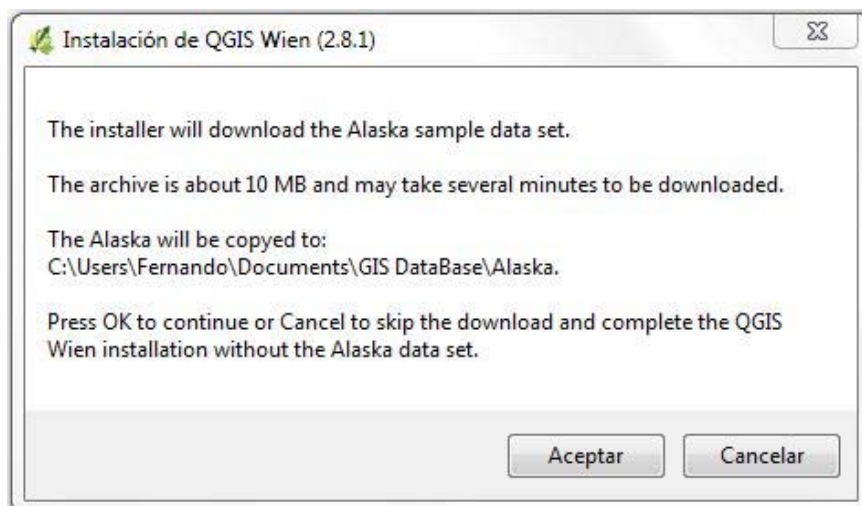 Instalación de QGIS Wien (2.8.1)
The installer will download the Alaska sample data set.
The archive is about 10 MB and may take several minutes to be downloaded.
The Alaska will be copyed to:
C:\Users\Fernando\Documents\GIS DataBase\Alaska.
Press OK to continue or Cancel to skip the download and complete the QGIS
Wien installation without the Alaska data set.
Aceptar Cancelar